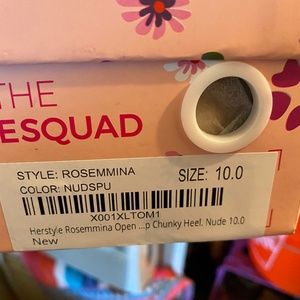 THE
ESQUAD
STYLE: ROSEMMINA SIZE: 10.0
COLOR: NUDSPU
X001XLTOM1
Herstyle Rosemmina Open ...p Chunky Heel. Nude 10.0
New